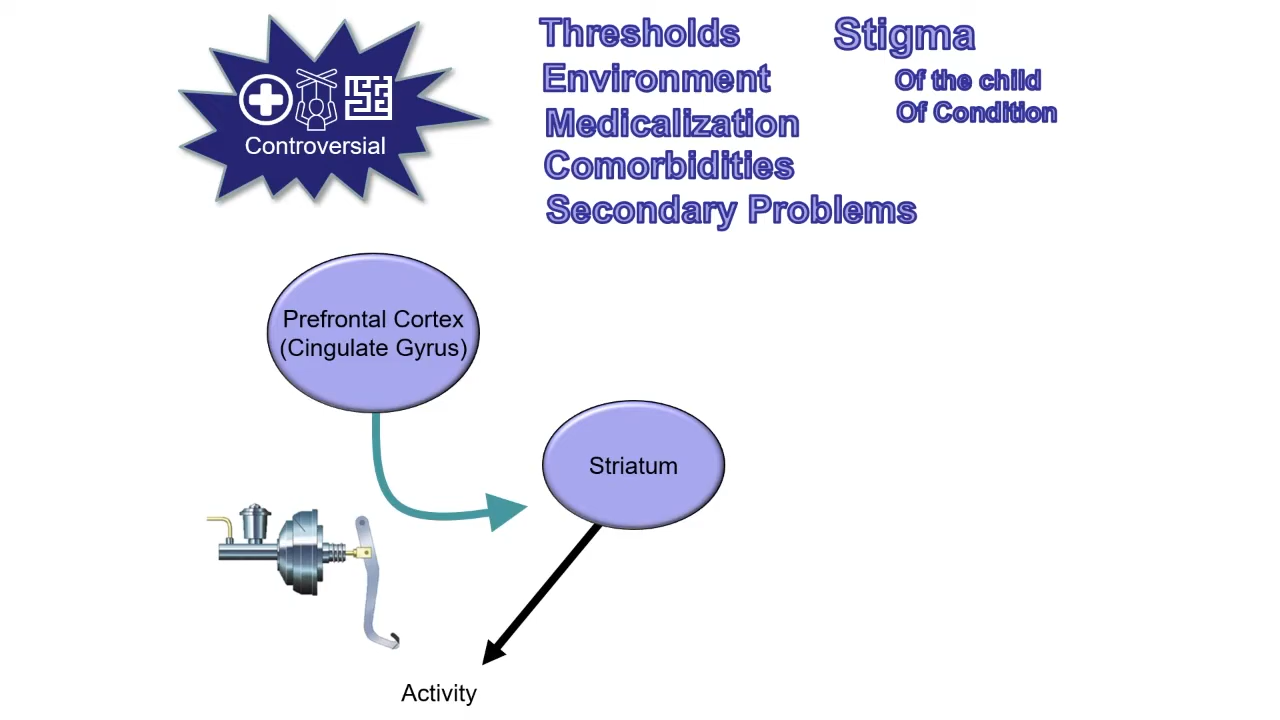 Controversial
Thresholds
Environment
Medicalization
Comorbidities
Secondary Problems
Stigma
Of the child
Of Condition
Prefrontal Cortex
(Cingulate Gyrus)
Striatum
Activity